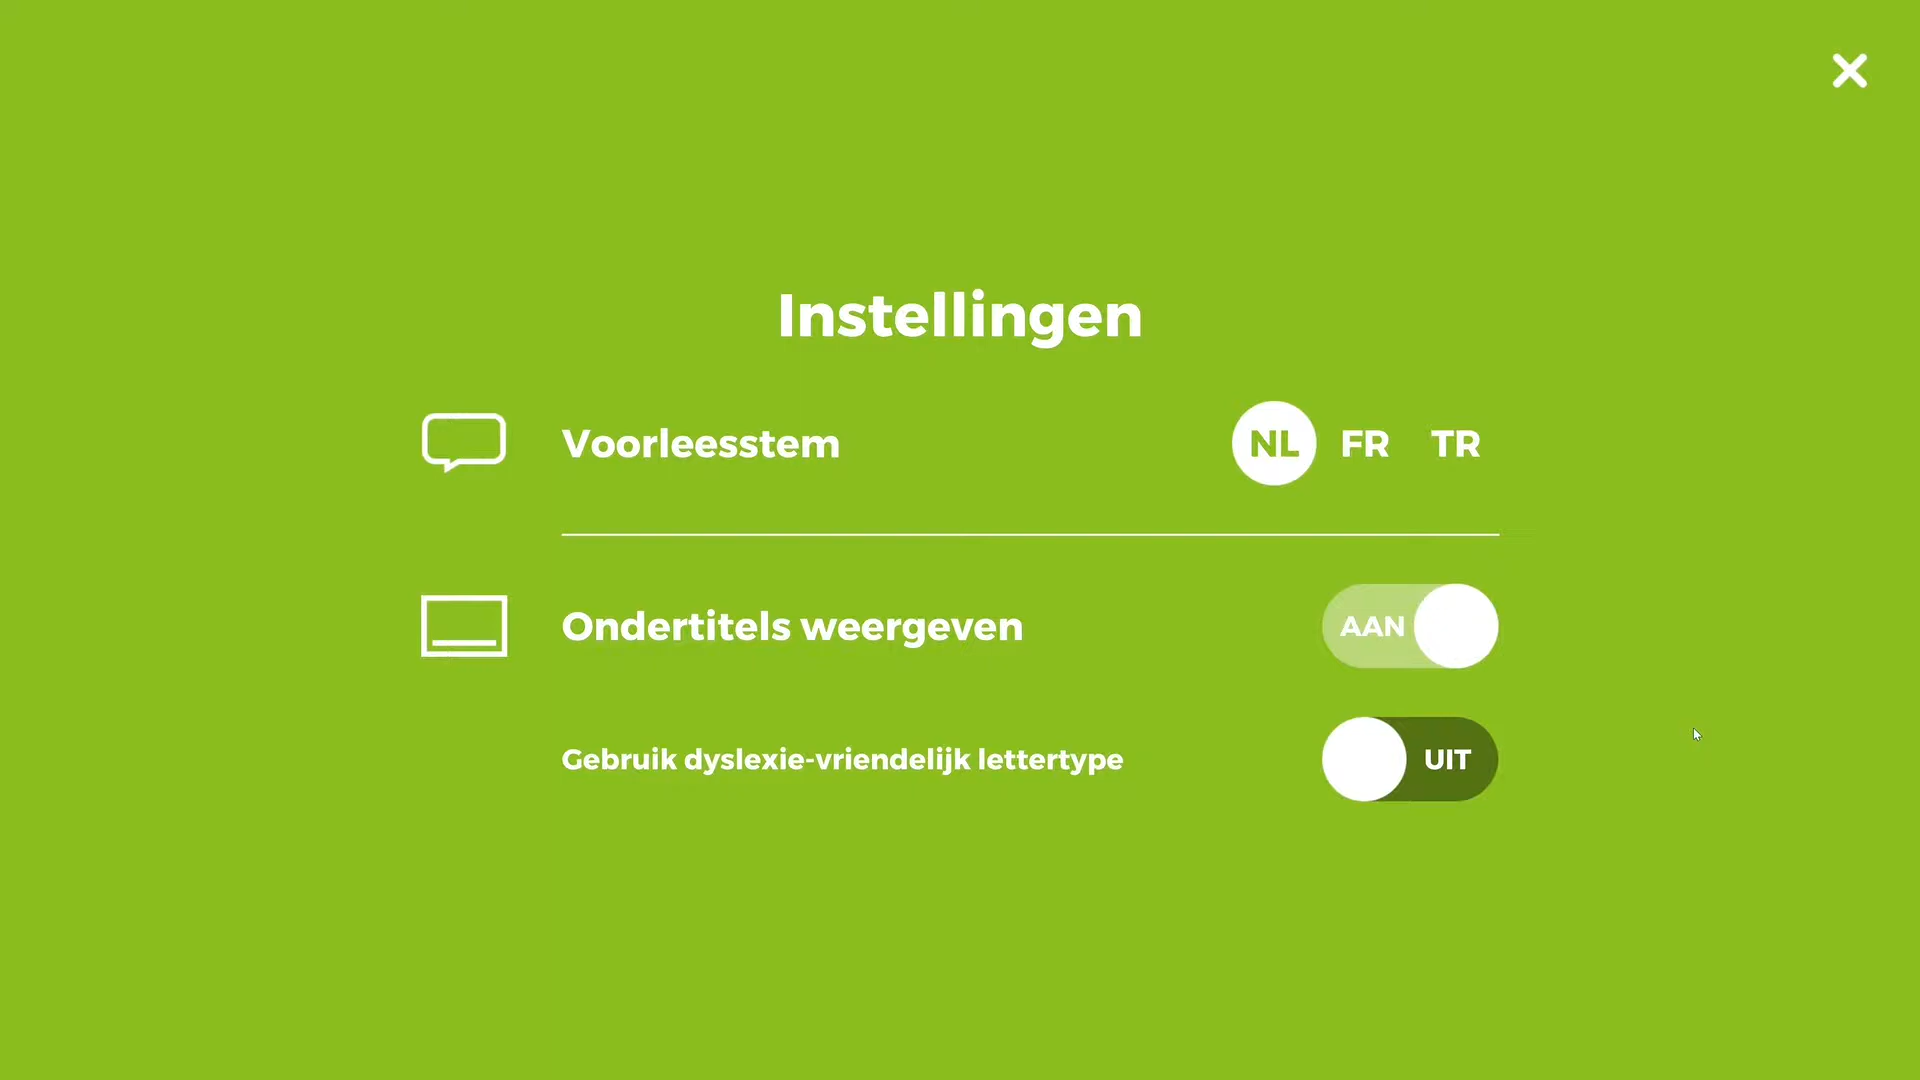 Instellingen
Voorleesstem NL FR TR
Ondertitels weergeven AAN
Gebruik dyslexie-vriendelijk lettertype UIT